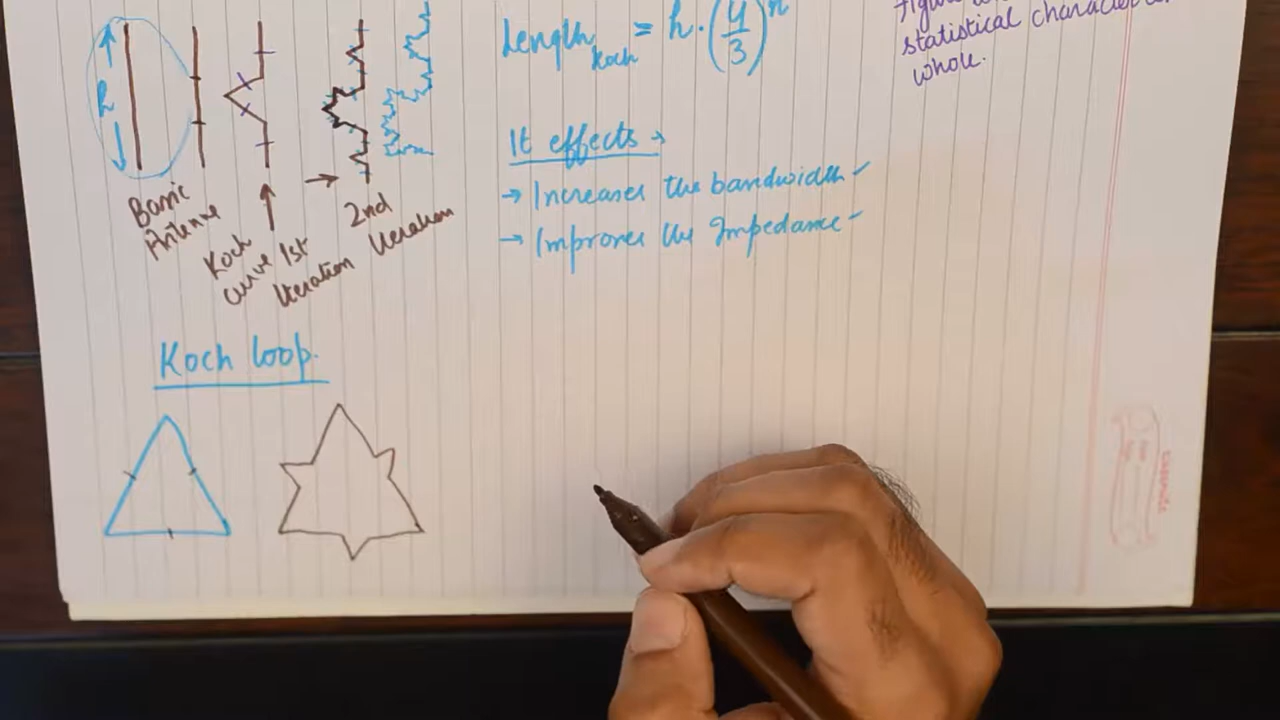 Length Koch = h·(4/3)^n
statistical character
whole.
h
It effects →
→ Increases the bandwidth
→ Improves the Impedance
Basic
Antenna
Koch
curve 1st
Iteration
2nd
Iteration
Koch loop.